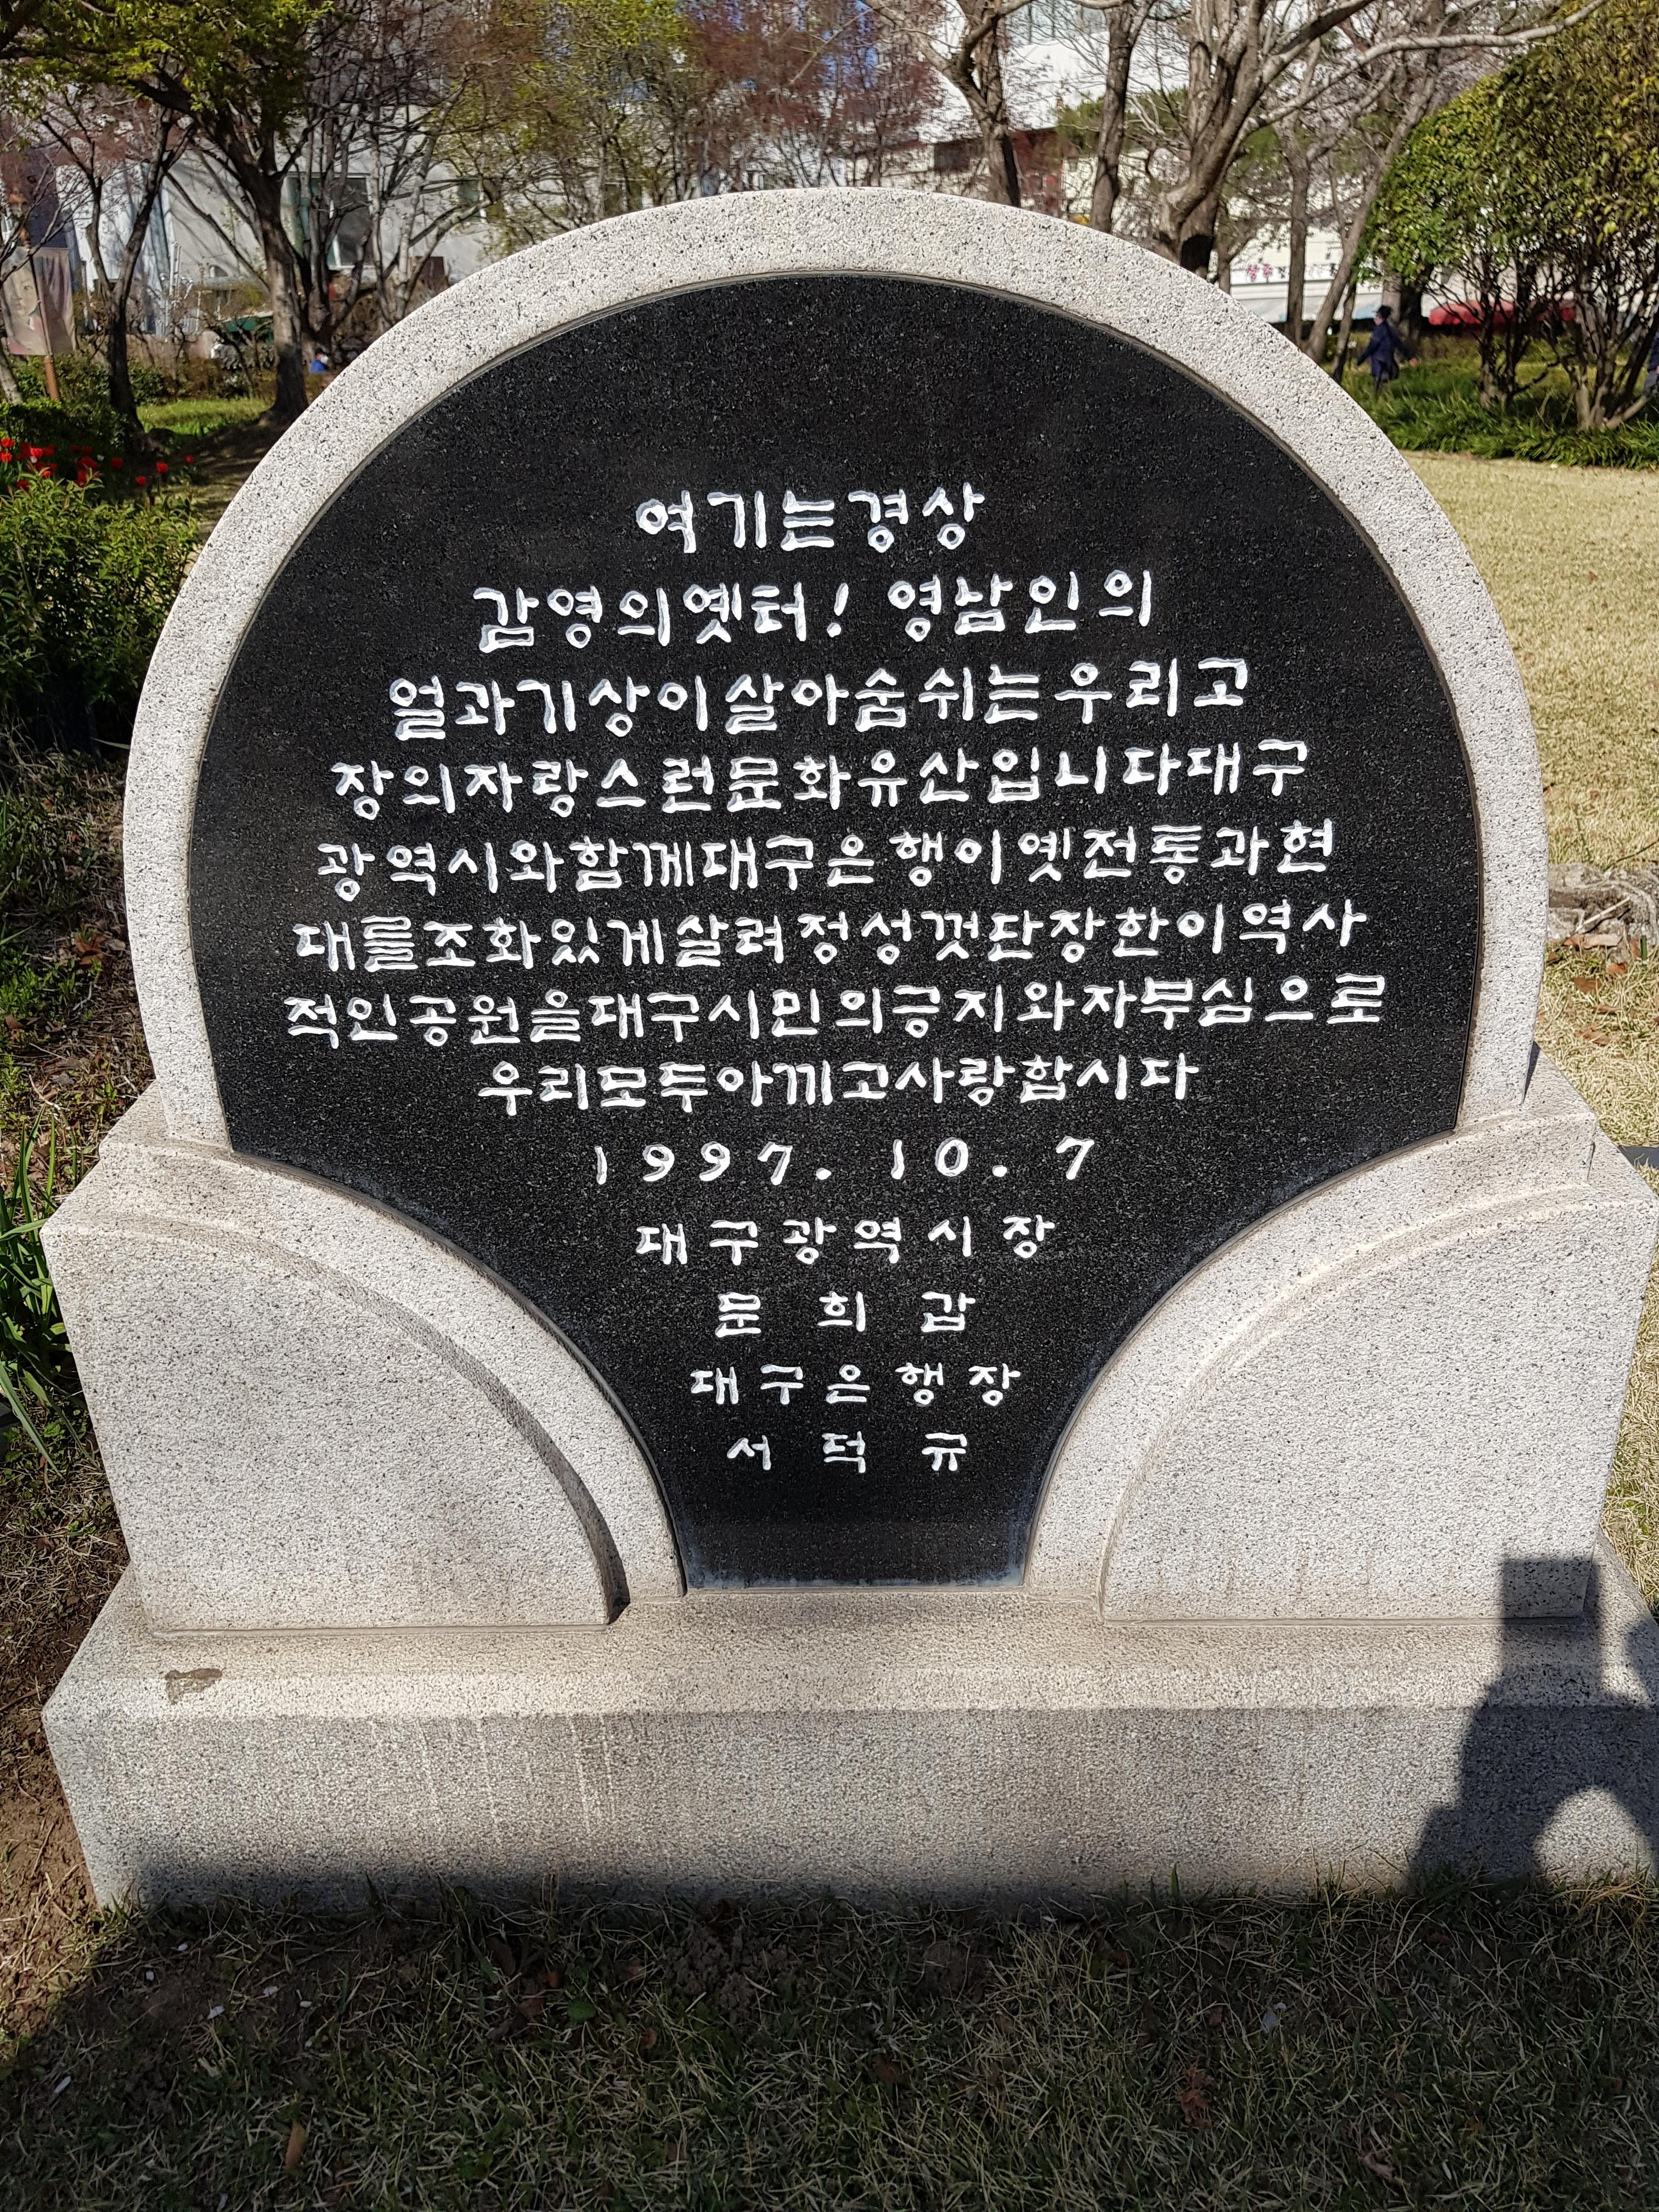 여기는경상
감영의옛터! 영남인의
얼과기상이살아숨쉬는우리고
장의자랑스런문화유산입니다대구
광역시와함께대구은행이옛전통과현
대를조화있게살려정성껏단장한이역사
적인공원을대구시민의긍지와자부심으로
우리모두아끼고사랑합시다
1997. 10. 7
대구광역시장
문 희 갑
대구은행장
서 덕 규